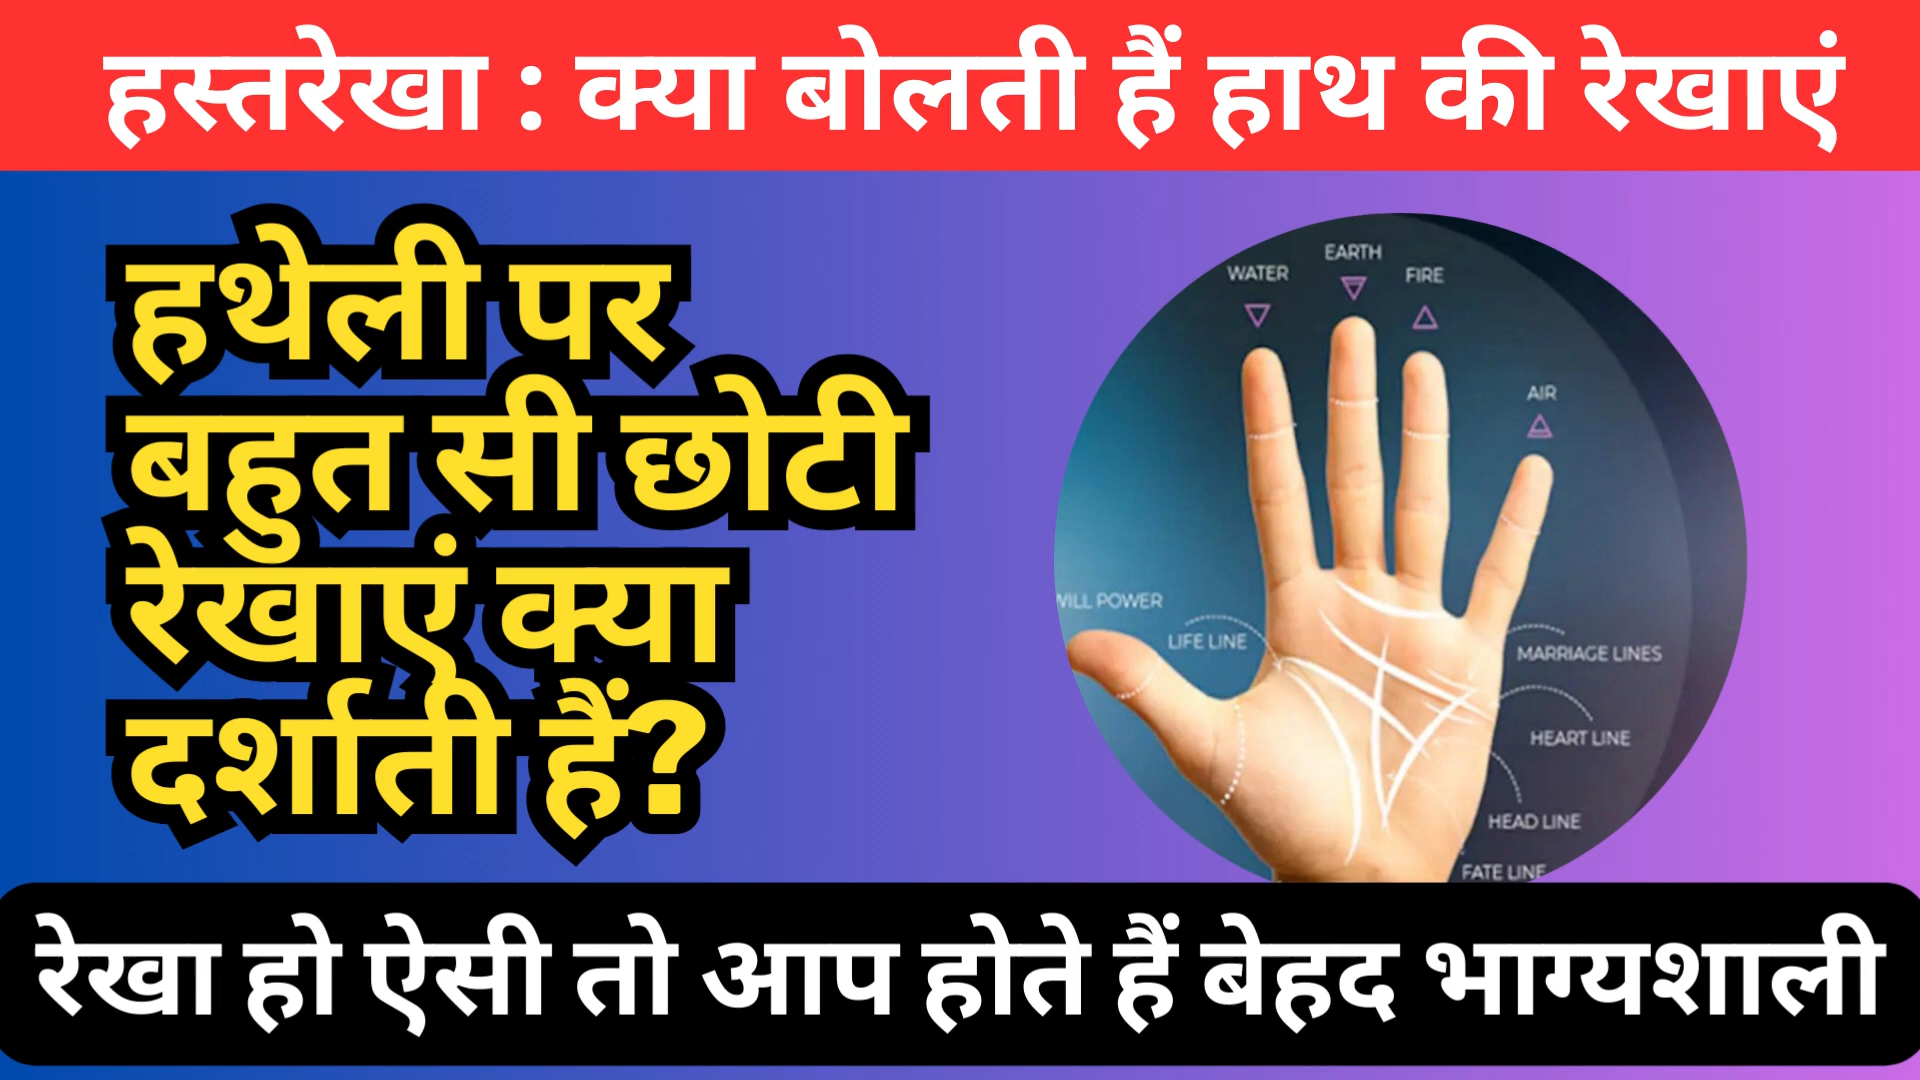 हस्तरेखा : क्या बोलती हैं हाथ की रेखाएं
हथेली पर
बहुत सी छोटी
रेखाएं क्या
दर्शाती हैं?
EARTH
WATER
FIRE
AIR
WILL POWER
LIFE LINE
MARRIAGE LINES
HEART LINE
HEAD LINE
FATE LINE
रेखा हो ऐसी तो आप होते हैं बेहद भाग्यशाली